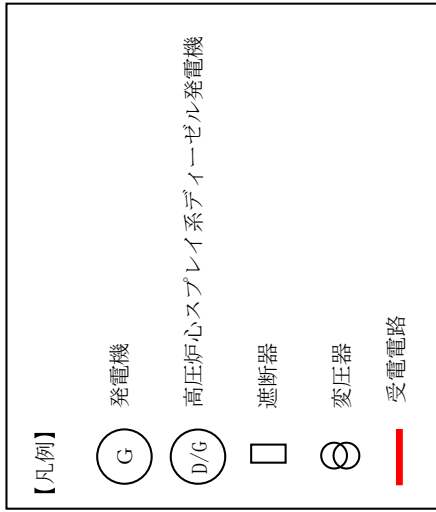 【凡例】
G 発電機
D/G 高圧炉心スプレイ系ディーゼル発電機
遮断器
変圧器
受電電路